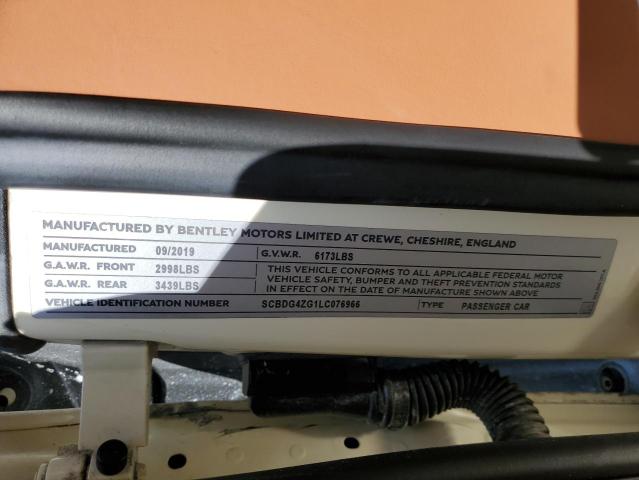 MANUFACTURED BY BENTLEY MOTORS LIMITED AT CREWE, CHESHIRE, ENGLAND
MANUFACTURED 09/2019 G.V.W.R. 6173LBS
G.A.W.R. FRONT 2998LBS
G.A.W.R. REAR 3439LBS
THIS VEHICLE CONFORMS TO ALL APPLICABLE FEDERAL MOTOR
VEHICLE SAFETY, BUMPER AND THEFT PREVENTION STANDARDS
IN EFFECT ON THE DATE OF MANUFACTURE SHOWN ABOVE
VEHICLE IDENTIFICATION NUMBER SCBDG4ZG1LC076966 TYPE PASSENGER CAR